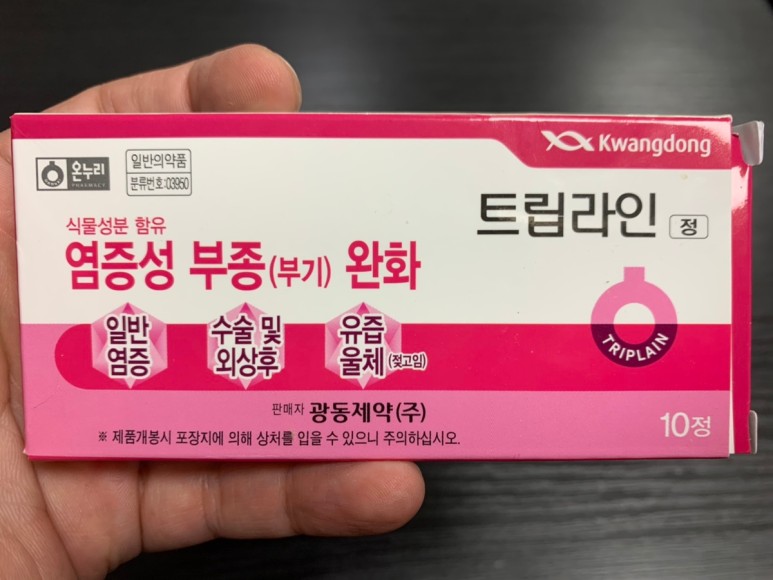 Kwangdong
온누리
PHARMACY
일반의약품
분류번호:03950
트립라인 정
식물성분 함유
염증성 부종(부기) 완화
일반
염증
수술 및
외상후
유즙
울체(젖고임)
TRIPLAIN
판매자 광동제약(주)
※ 제품개봉시 포장지에 의해 상처를 입을 수 있으니 주의하십시오.
10정